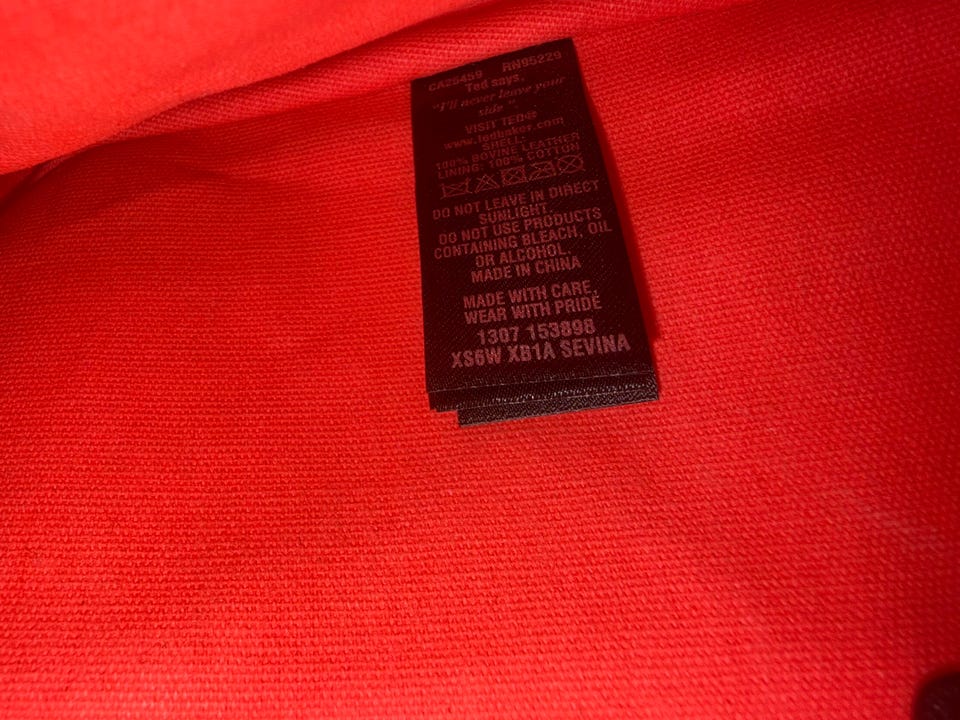 CA25459 RN95229
Ted says,
"I'll never leave your
side"
VISIT TED@
www.tedbaker.com
SHELL:
100% BOVINE LEATHER
LINING: 100% COTTON
DO NOT LEAVE IN DIRECT
SUNLIGHT.
DO NOT USE PRODUCTS
CONTAINING BLEACH, OIL
OR ALCOHOL.
MADE IN CHINA
MADE WITH CARE,
WEAR WITH PRIDE
1307 153898
XS6W XB1A SEVINA